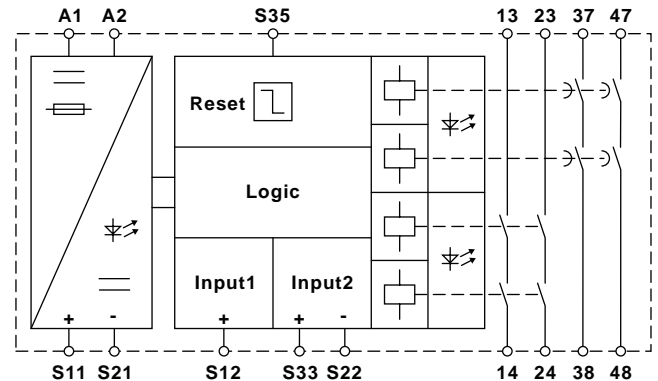 A1 A2 S35 13 23 37 47
Reset
Logic
Input1 Input2
+ - + + -
S11 S21 S12 S33 S22 14 24 38 48